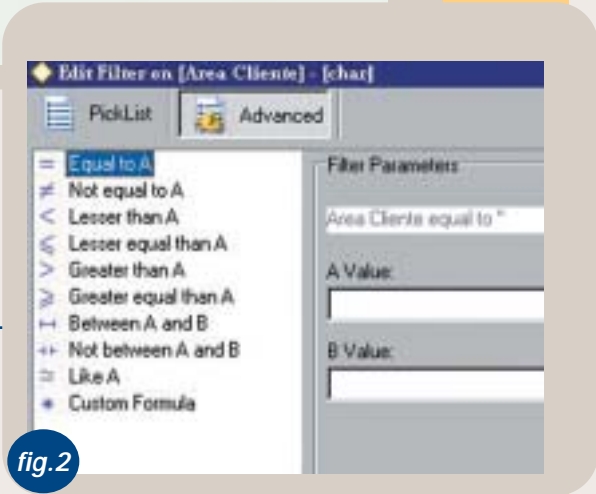 Edit Filter on [Area Cliente] - [char]
PickList Advanced
= Equal to A
≠ Not equal to A
< Lesser than A
≤ Lesser equal than A
> Greater than A
≥ Greater equal than A
Between A and B
Not between A and B
Like A
Custom Formula
Filter Parameters
Area Cliente equal to ''
A Value:
B Value:
fig.2